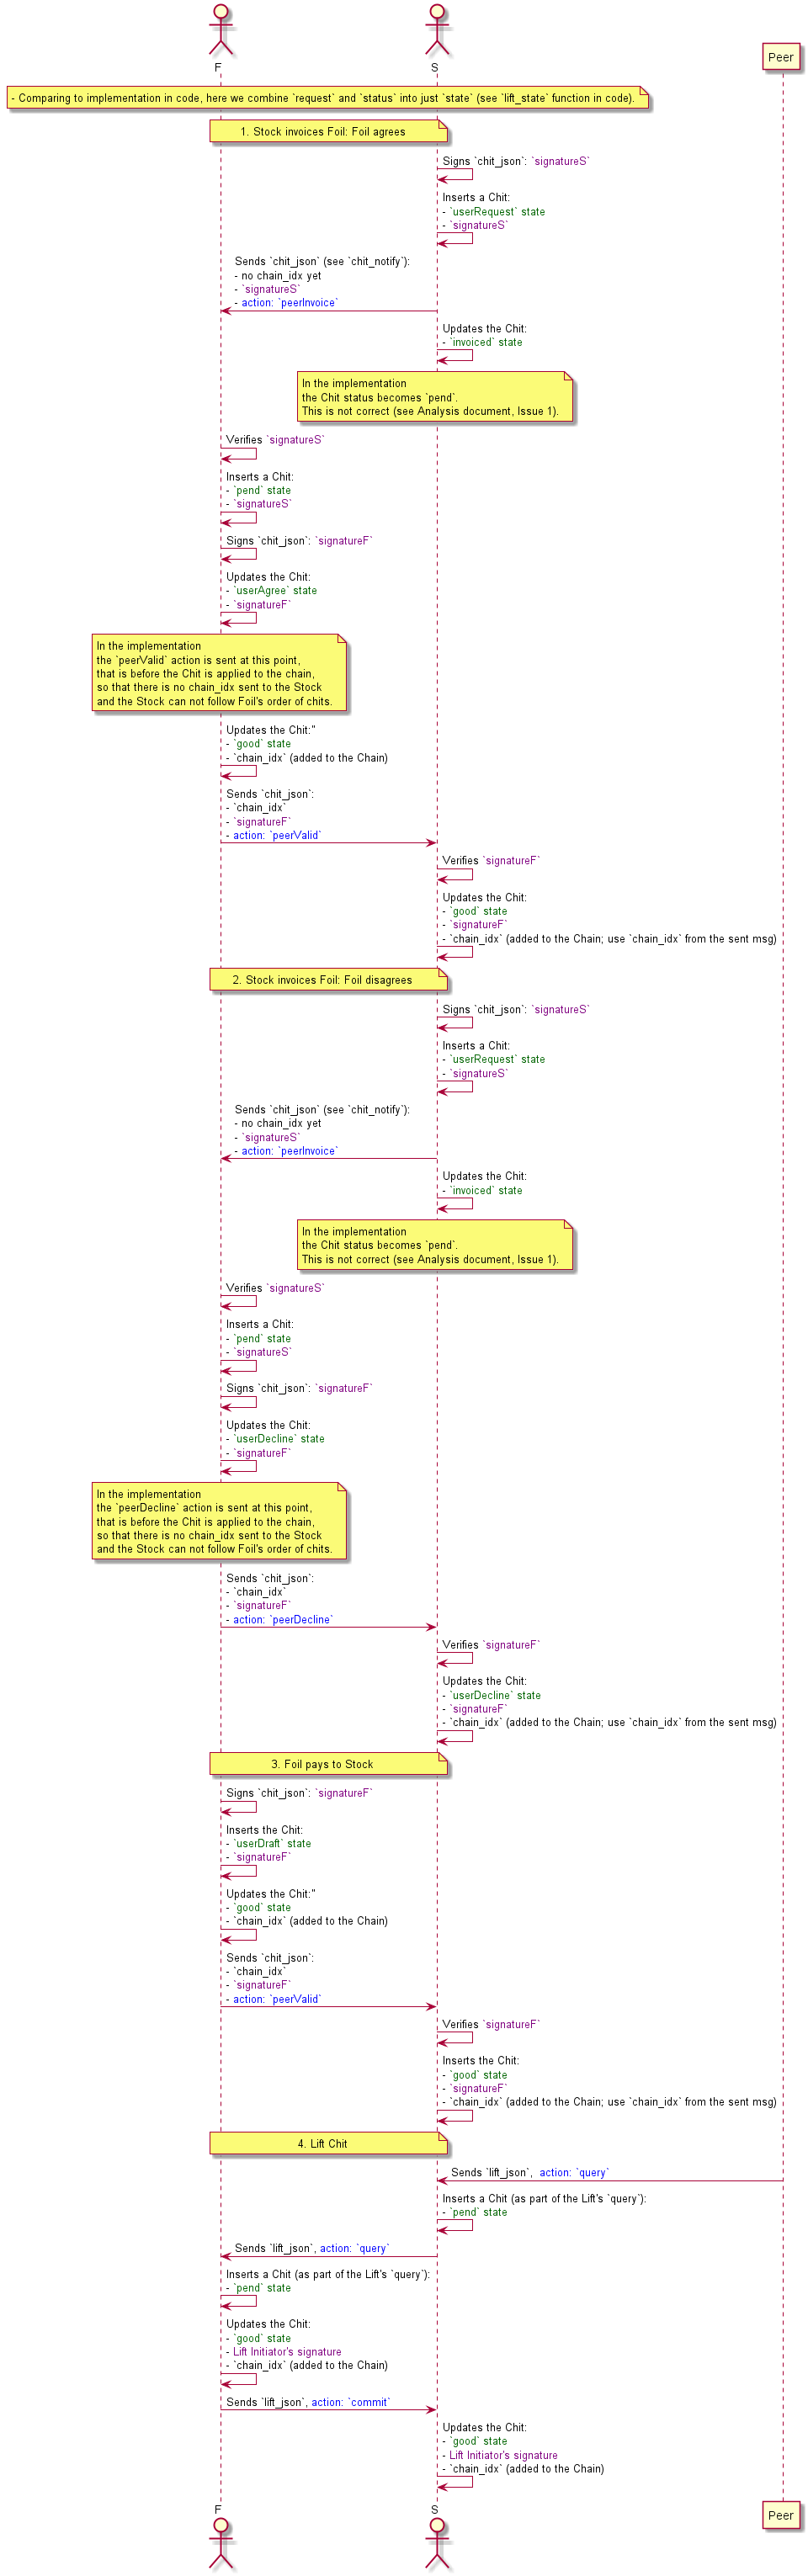 F
S
Peer
- Comparing to implementation in code, here we combine `request` and `status` into just `state` (see `lift_state` function in code).
1. Stock invoices Foil: Foil agrees
Signs `chit_json`: `signatureS`
Inserts a Chit:
- `userRequest` state
- `signatureS`
Sends `chit_json` (see `chit_notify`):
- no chain_idx yet
- `signatureS`
- action: `peerInvoice`
Updates the Chit:
- `invoiced` state
In the implementation
the Chit status becomes `pend`.
This is not correct (see Analysis document, Issue 1).
Verifies `signatureS`
Inserts a Chit:
- `pend` state
- `signatureS`
Signs `chit_json`: `signatureF`
Updates the Chit:
- `userAgree` state
- `signatureF`
In the implementation
the `peerValid` action is sent at this point,
that is before the Chit is applied to the chain,
so that there is no chain_idx sent to the Stock
and the Stock can not follow Foil's order of chits.
Updates the Chit:"
- `good` state
- `chain_idx` (added to the Chain)
Sends `chit_json`:
- `chain_idx`
- `signatureF`
- action: `peerValid`
Verifies `signatureF`
Updates the Chit:
- `good` state
- `signatureF`
- `chain_idx` (added to the Chain; use `chain_idx` from the sent msg)
2. Stock invoices Foil: Foil disagrees
Signs `chit_json`: `signatureS`
Inserts a Chit:
- `userRequest` state
- `signatureS`
Sends `chit_json` (see `chit_notify`):
- no chain_idx yet
- `signatureS`
- action: `peerInvoice`
Updates the Chit:
- `invoiced` state
In the implementation
the Chit status becomes `pend`.
This is not correct (see Analysis document, Issue 1).
Verifies `signatureS`
Inserts a Chit:
- `pend` state
- `signatureS`
Signs `chit_json`: `signatureF`
Updates the Chit:
- `userDecline` state
- `signatureF`
In the implementation
the `peerDecline` action is sent at this point,
that is before the Chit is applied to the chain,
so that there is no chain_idx sent to the Stock
and the Stock can not follow Foil's order of chits.
Sends `chit_json`:
- `chain_idx`
- `signatureF`
- action: `peerDecline`
Verifies `signatureF`
Updates the Chit:
- `userDecline` state
- `signatureF`
- `chain_idx` (added to the Chain; use `chain_idx` from the sent msg)
3. Foil pays to Stock
Signs `chit_json`: `signatureF`
Inserts the Chit:
- `userDraft` state
- `signatureF`
Updates the Chit:"
- `good` state
- `chain_idx` (added to the Chain)
Sends `chit_json`:
- `chain_idx`
- `signatureF`
- action: `peerValid`
Verifies `signatureF`
Inserts the Chit:
- `good` state
- `signatureF`
- `chain_idx` (added to the Chain; use `chain_idx` from the sent msg)
4. Lift Chit
Sends `lift_json`, action: `query`
Inserts a Chit (as part of the Lift's `query`):
- `pend` state
Sends `lift_json`, action: `query`
Inserts a Chit (as part of the Lift's `query`):
- `pend` state
Updates the Chit:
- `good` state
- Lift Initiator's signature
- `chain_idx` (added to the Chain)
Sends `lift_json`, action: `commit`
Updates the Chit:
- `good` state
- Lift Initiator's signature
- `chain_idx` (added to the Chain)
F
S
Peer